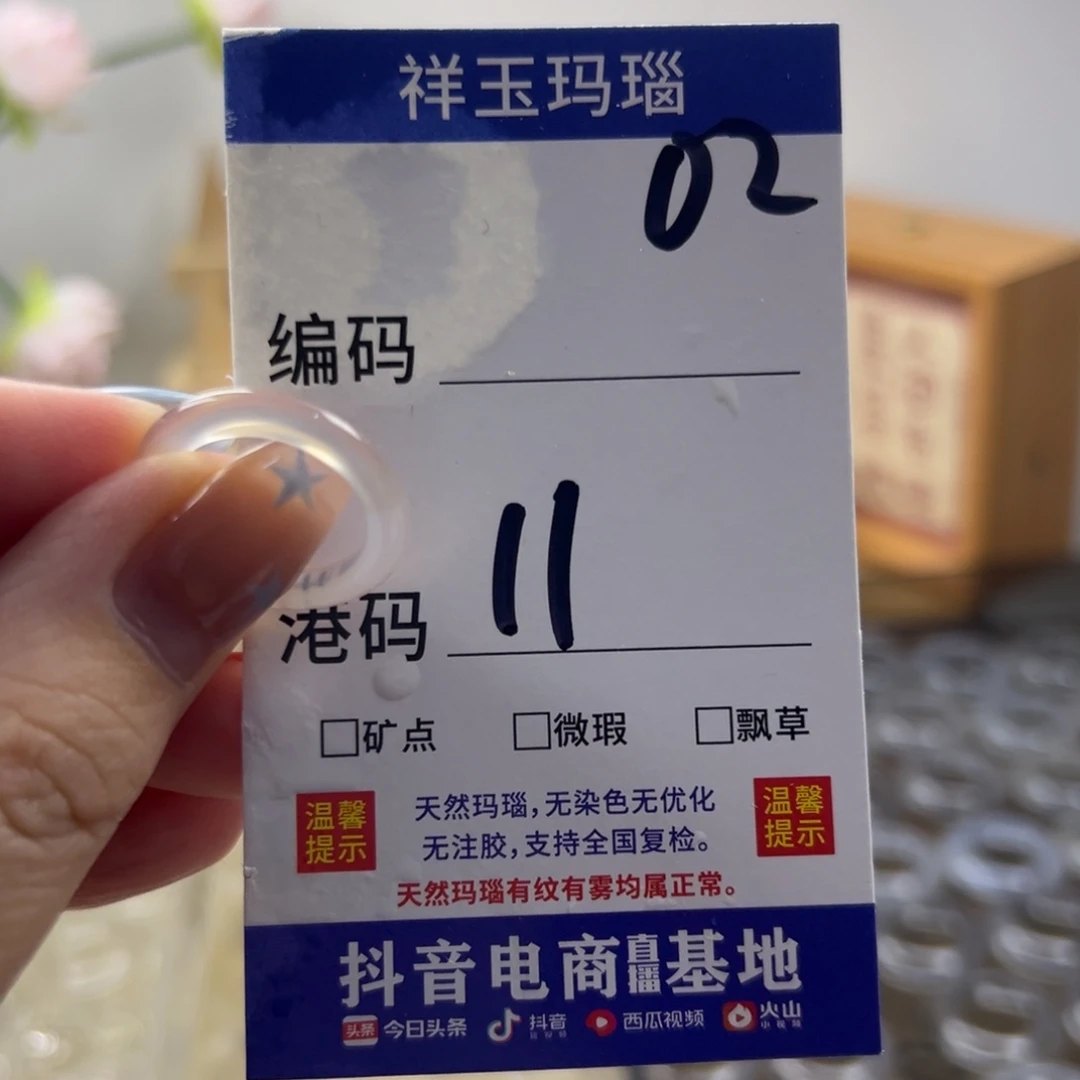 祥玉玛瑙
02
编码
港码 11
□矿点 □微瑕 □飘草
温馨提示
天然玛瑙,无染色无优化
无注胶,支持全国复检。
温馨提示
天然玛瑙有纹有雾均属正常。
抖音电商直播基地
头条 今日头条 抖音 西瓜视频 火山